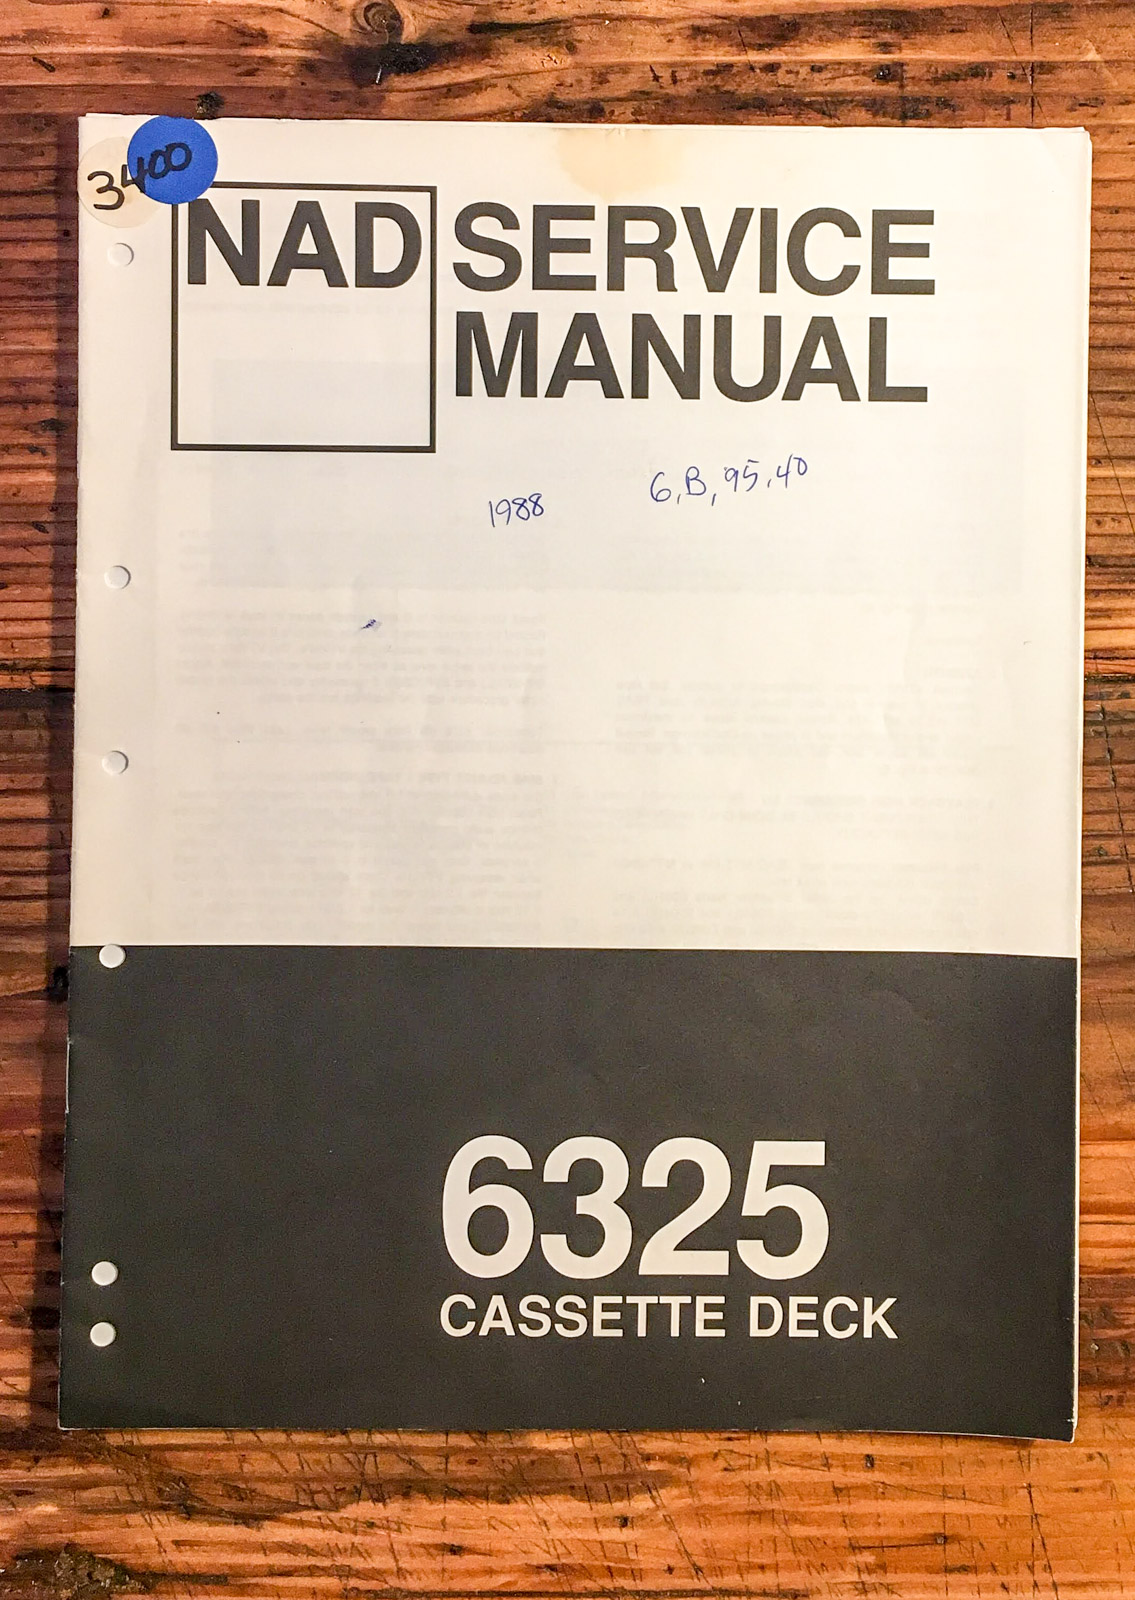 3400
NAD SERVICE
MANUAL
1988 6, B, '95, 40
6325
CASSETTE DECK